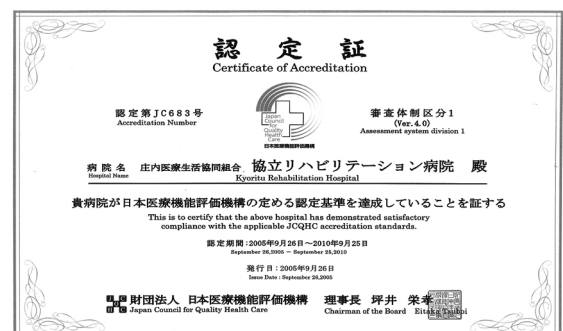 認定証
Certificate of Accreditation
認定第JC683号
Accreditation Number
Japan
Council
for
Quality
Health
Care
日本医療機能評価機構
審査体制区分1
(Ver.4.0)
Assessment system division 1
病院名 庄内医療生活協同組合 協立リハビリテーション病院 殿
Hospital Name Kyoritu Rehabilitation Hospital
貴病院が日本医療機能評価機構の定める認定基準を達成していることを証する
This is to certify that the above hospital has demonstrated satisfactory
compliance with the applicable JCQHC accreditation standards.
認定期間:2005年9月26日~2010年9月25日
September 26,2005 ー September 25,2010
発行日:2005年9月26日
Issue Date: September 26,2005
財団法人 日本医療機能評価機構 理事長 坪井 栄孝
Japan Council for Quality Health Care Chairman of the Board Eitaka Tsuboi